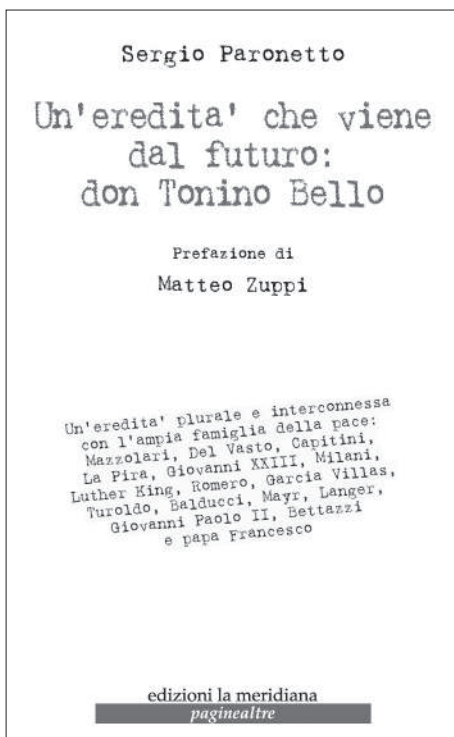 Sergio Paronetto
Un'eredita' che viene
dal futuro:
don Tonino Bello
Prefazione di
Matteo Zuppi
Un'eredita' plurale e interconnessa
con l'ampia famiglia della pace:
Mazzolari, Del Vasto, Capitini,
La Pira, Giovanni XXIII, Milani,
Luther King, Romero, Garcia Villas,
Turoldo, Balducci, Mayr, Langer,
Giovanni Paolo II, Bettazzi
e papa Francesco
edizioni la meridiana
paginealtre